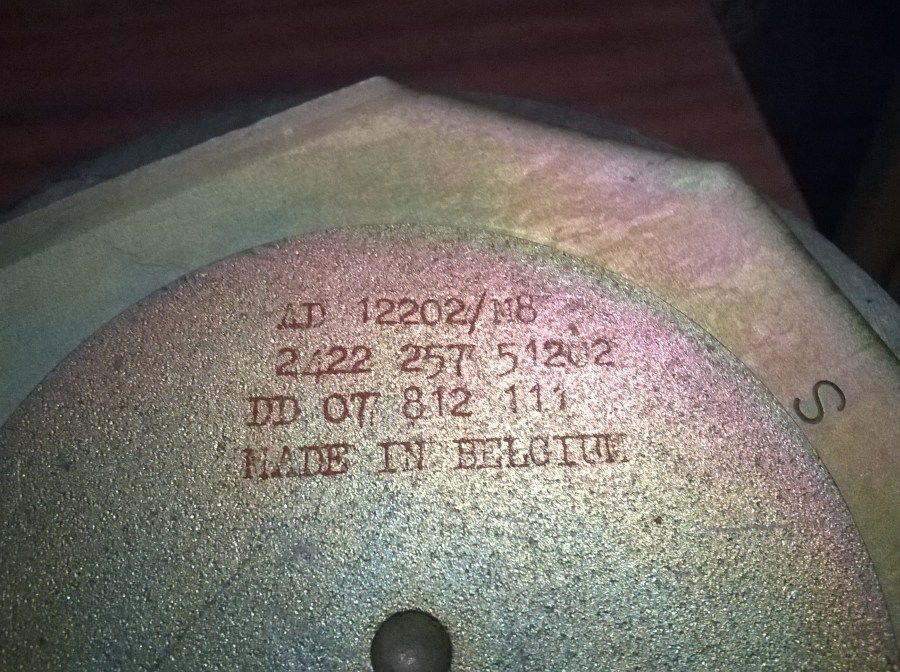 AD 12202/M8
2422 257 51202
DD 07 812 111
MADE IN BELGIUM
S